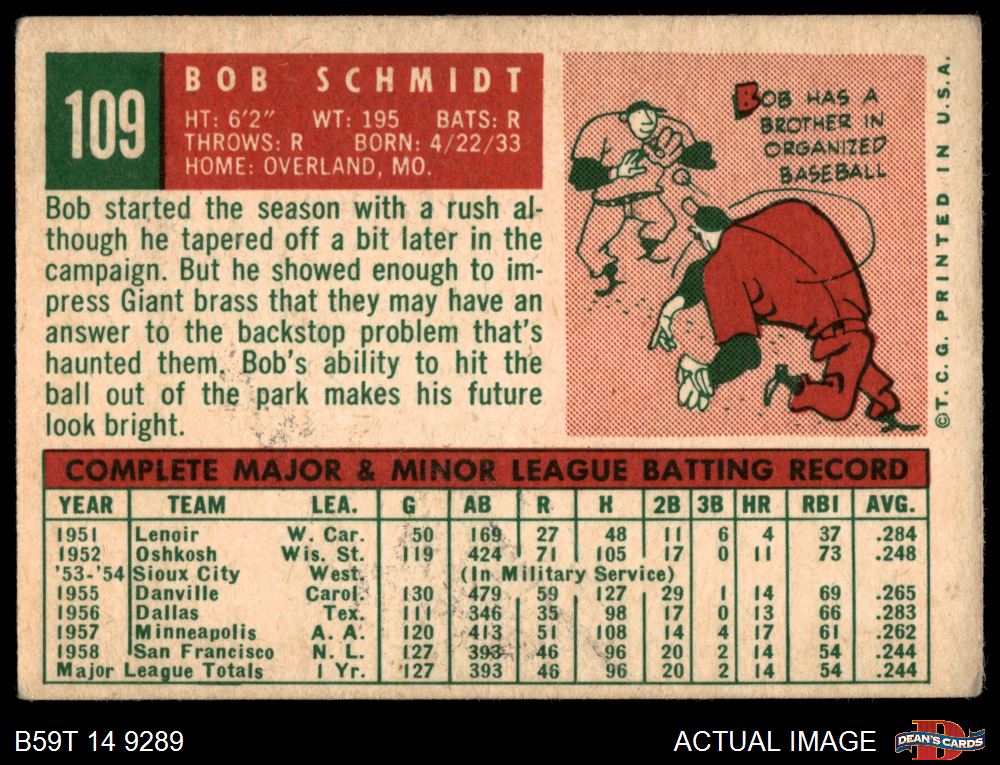 109
BOB SCHMIDT
HT: 6'2" WT: 195 BATS: R
THROWS: R BORN: 4/22/33
HOME: OVERLAND, MO.
Bob started the season with a rush al-
though he tapered off a bit later in the
campaign. But he showed enough to im-
press Giant brass that they may have an
answer to the backstop problem that's
haunted them. Bob's ability to hit the
ball out of the park makes his future
look bright.
BOB HAS A
BROTHER IN
ORGANIZED
BASEBALL
©T.C.G. PRINTED IN U.S.A.
COMPLETE MAJOR & MINOR LEAGUE BATTING RECORD
YEAR TEAM LEA. G AB R H 2B 3B HR RBI AVG.
1951 Lenoir W. Car. 50 169 27 48 11 6 4 37 .284
1952 Oshkosh Wis. St. 119 424 71 105 17 0 11 73 .248
'53-'54 Sioux City West. (In Military Service)
1955 Danville Carol. 130 479 59 127 29 1 14 69 .265
1956 Dallas Tex. 111 346 35 98 17 0 13 66 .283
1957 Minneapolis A. A. 120 413 51 108 14 4 17 61 .262
1958 San Francisco N. L. 127 393 46 96 20 2 14 54 .244
Major League Totals 1 Yr. 127 393 46 96 20 2 14 54 .244
B59T 14 9289
ACTUAL IMAGE
DEAN'S CARDS